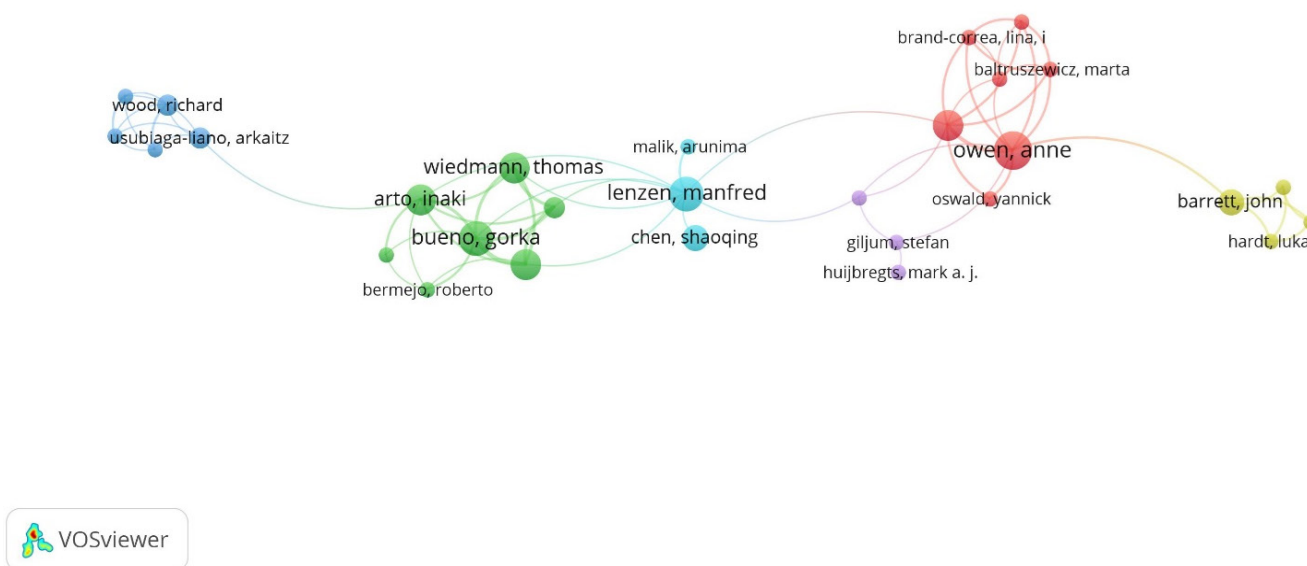 brand-correa, lina, i
baltruszewicz, marta
wood, richard
usubiaga-liano, arkaitz
wiedmann, thomas
malik, arunima
owen, anne
arto, inaki
lenzen, manfred
oswald, yannick
barrett, john
bueno, gorka
chen, shaoqing
giljum, stefan
hardt, luka
bermejo, roberto
huijbregts, mark a. j.
VOSviewer